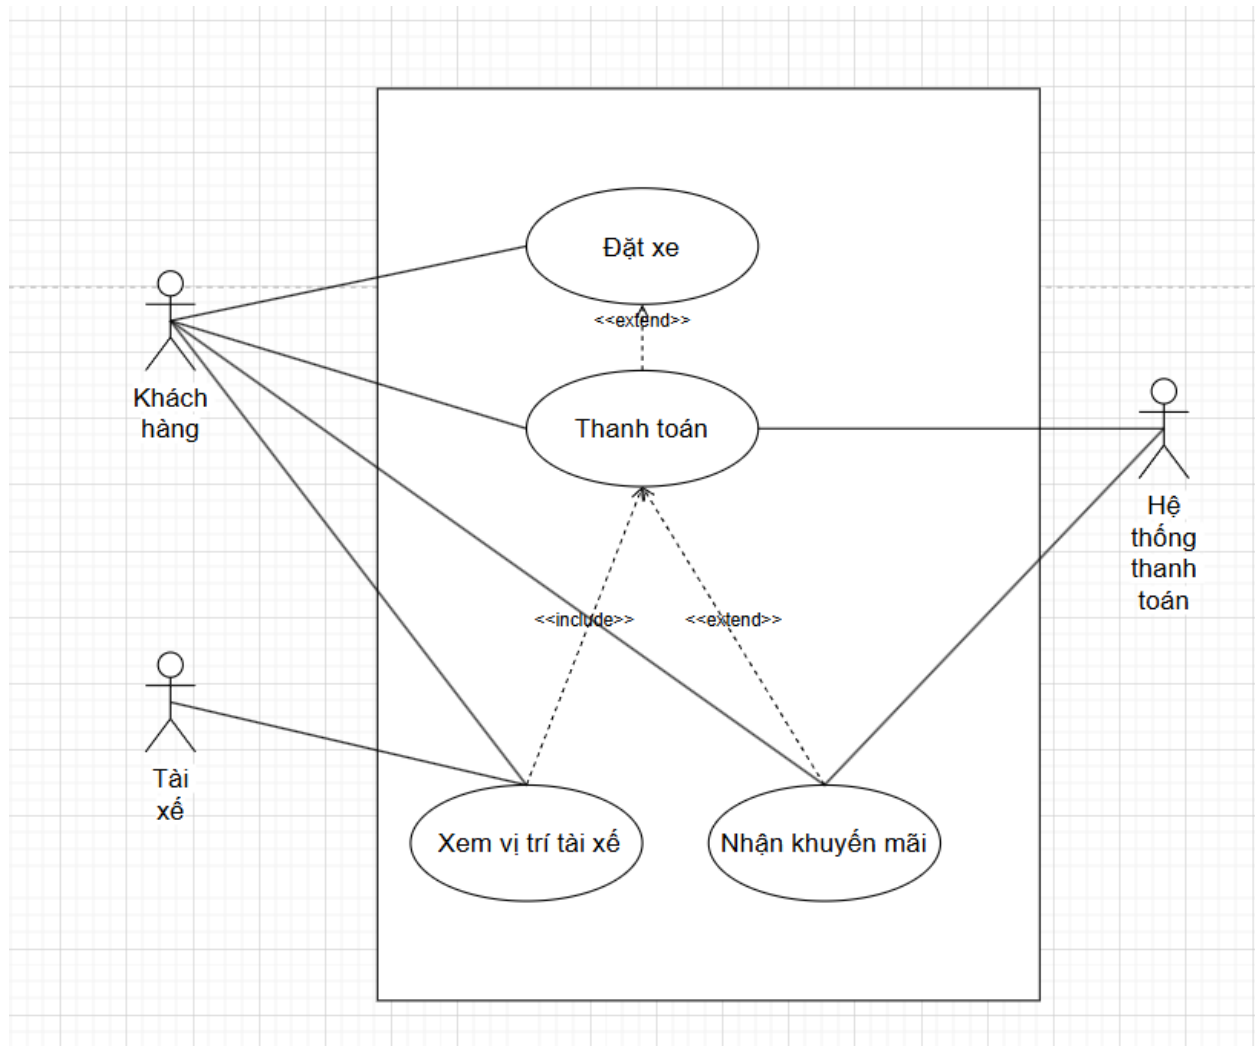 Đặt xe
<<extend>>
Khách
hàng
Thanh toán
Hệ
thống
thanh
toán
<<include>>
<<extend>>
Tài
xế
Xem vị trí tài xế
Nhận khuyến mãi